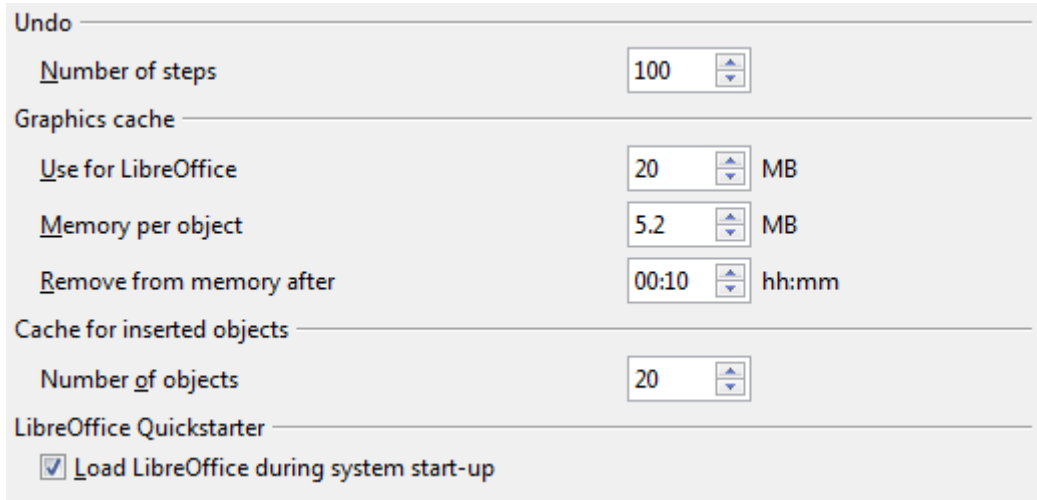 Undo
Number of steps 100
Graphics cache
Use for LibreOffice 20 MB
Memory per object 5.2 MB
Remove from memory after 00:10 hh:mm
Cache for inserted objects
Number of objects 20
LibreOffice Quickstarter
Load LibreOffice during system start-up